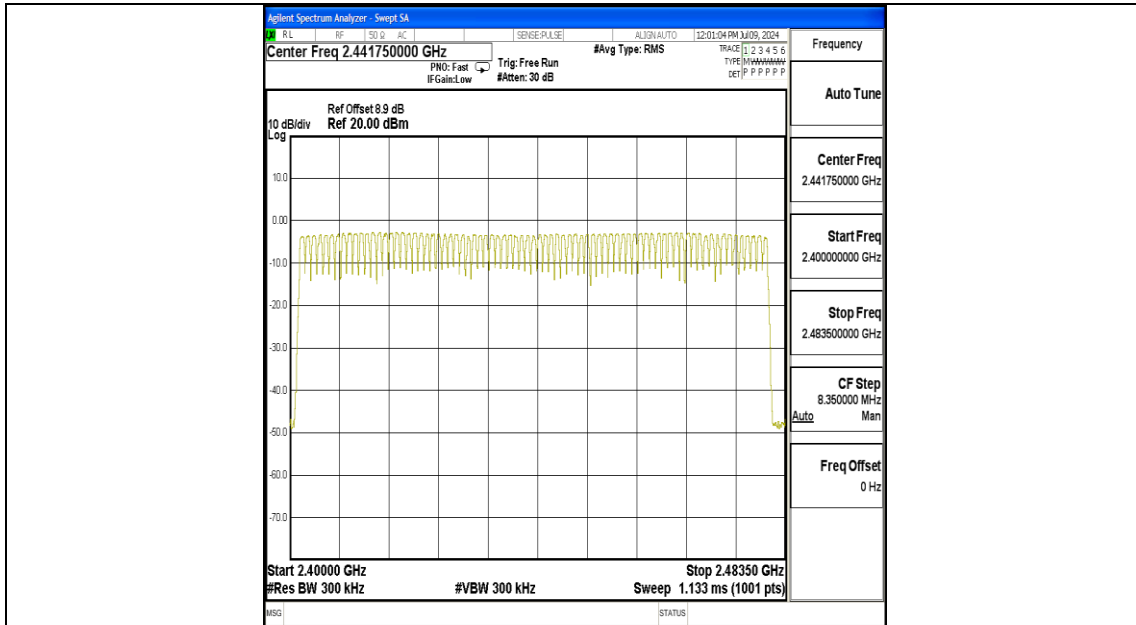 Agilent Spectrum Analyzer - Swept SA
RL RF 50 Ω AC SENSE:PULSE ALIGN AUTO 12:01:04 PM Jul 09, 2024
Center Freq 2.441750000 GHz
#Avg Type: RMS
TRACE 1 2 3 4 5 6
TYPE
DET P P P P P P
PNO: Fast
IFGain:Low
Trig: Free Run
#Atten: 30 dB
Ref Offset 8.9 dB
10 dB/div Ref 20.00 dBm
Log
10.0
0.00
-10.0
-20.0
-30.0
-40.0
-50.0
-60.0
-70.0
Start 2.40000 GHz Stop 2.48350 GHz
#Res BW 300 kHz #VBW 300 kHz Sweep 1.133 ms (1001 pts)
MSG STATUS
Frequency
Auto Tune
Center Freq
2.441750000 GHz
Start Freq
2.400000000 GHz
Stop Freq
2.483500000 GHz
CF Step
8.350000 MHz
Auto Man
Freq Offset
0 Hz